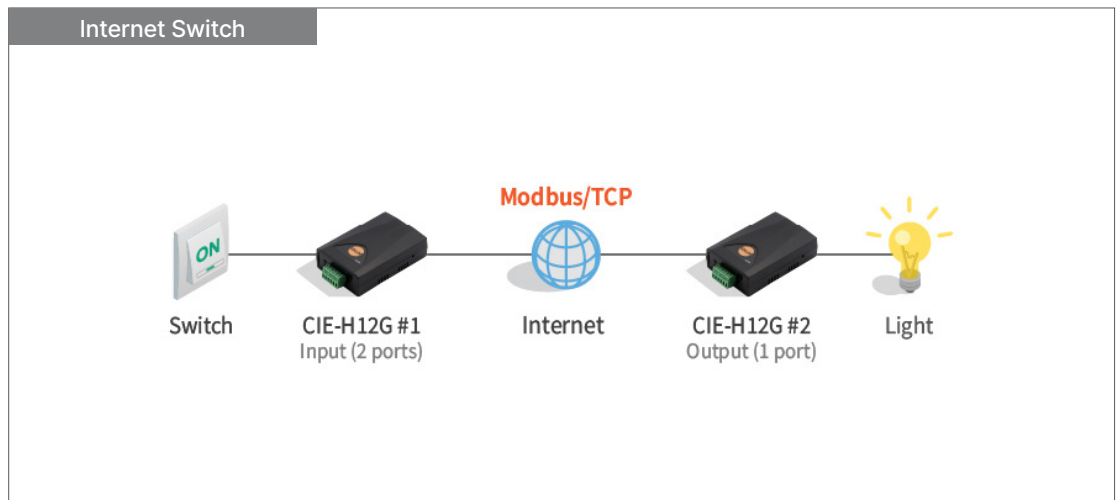 Internet Switch
Modbus/TCP
ON
Switch
CIE-H12G #1
Input (2 ports)
Internet
CIE-H12G #2
Output (1 port)
Light